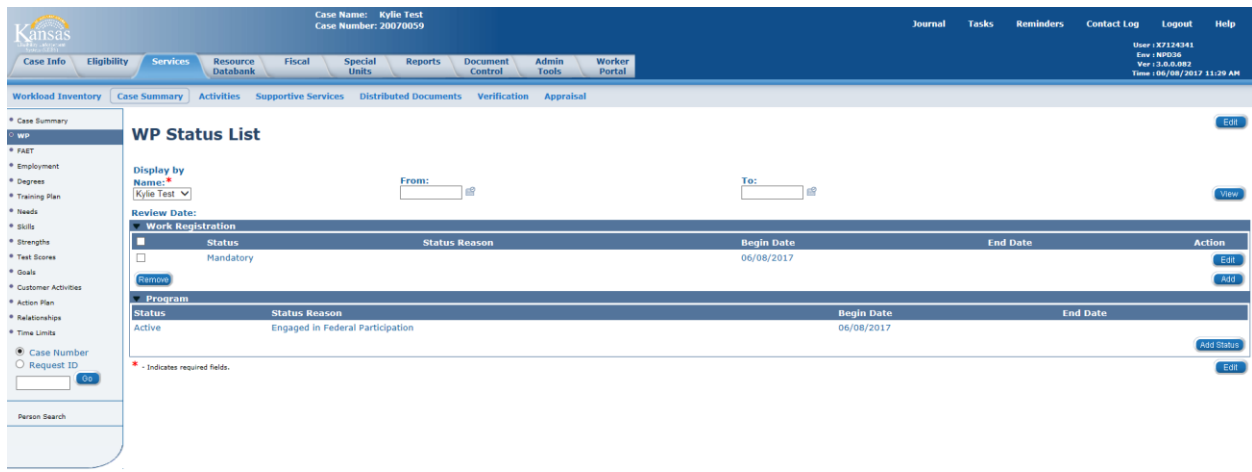 Kansas
Case Name: Kylie Test
Case Number: 20070059
Journal Tasks Reminders Contact Log Logout Help
User : X7124341
Env : NPD36
Ver : 3.0.0.082
Time : 06/08/2017 11:29 AM
Case Info Eligibility Services Resource Databank Fiscal Special Units Reports Document Control Admin Tools Worker Portal
Workload Inventory Case Summary Activities Supportive Services Distributed Documents Verification Appraisal
Case Summary
WP
FAET
Employment
Degrees
Training Plan
Needs
Skills
Strengths
Test Scores
Goals
Customer Activities
Action Plan
Relationships
Time Limits
Case Number
Request ID
Go
Person Search
Edit
WP Status List
Display by
Name:* From: To:
Kylie Test View
Review Date:
Work Registration
Status Status Reason Begin Date End Date Action
Mandatory 06/08/2017 Edit
Remove Add
Program
Status Status Reason Begin Date End Date
Active Engaged in Federal Participation 06/08/2017
Add Status
* - Indicates required fields. Edit